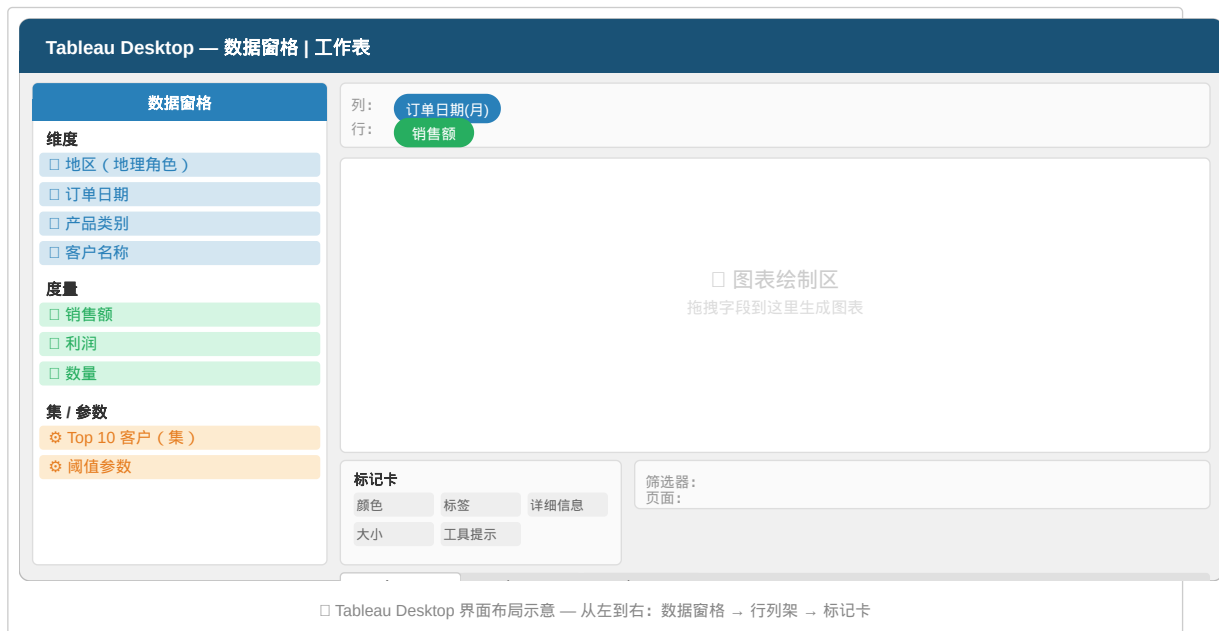 Tableau Desktop — 数据窗格 | 工作表
数据窗格
维度
地区（地理角色）
订单日期
产品类别
客户名称
度量
销售额
利润
数量
集 / 参数
⚙ Top 10 客户（集）
⚙ 阈值参数
列: 订单日期(月)
行: 销售额
图表绘制区
拖拽字段到这里生成图表
标记卡
颜色 标签 详细信息
大小 工具提示
筛选器:
页面:
Tableau Desktop 界面布局示意 — 从左到右：数据窗格 → 行列架 → 标记卡